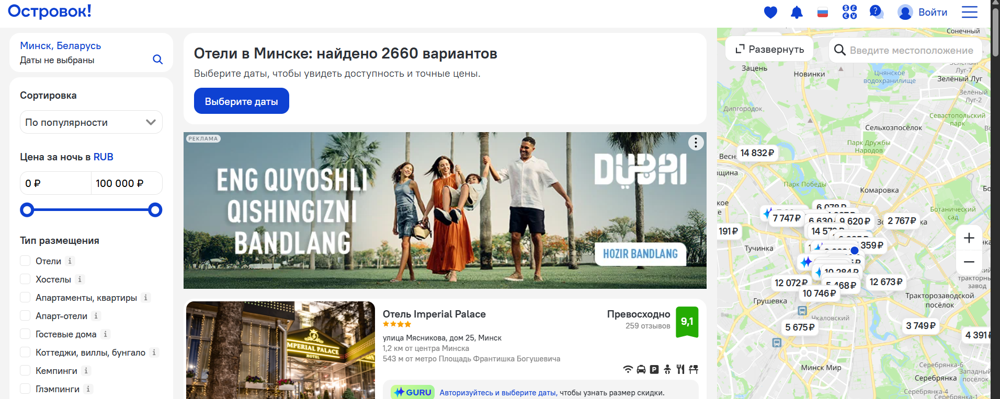 Островок!
Войти
Минск, Беларусь
Даты не выбраны
Сортировка
По популярности
Цена за ночь в RUB
0 ₽
100 000 ₽
Тип размещения
Отели
Хостелы
Апартаменты, квартиры
Апарт-отели
Гостевые дома
Коттеджи, виллы, бунгало
Кемпинги
Глэмпинги
Отели в Минске: найдено 2660 вариантов
Выберите даты, чтобы увидеть доступность и точные цены.
Выберите даты
РЕКЛАМА
ENG QUYOSHLI
QISHINGIZNI
BANDLANG
DUBAI
HOZIR BANDLANG
IMPERIAL PALACE
HOTEL
Отель Imperial Palace
улица Мясникова, дом 25, Минск
1,2 км от центра Минска
543 м от метро Площадь Франтишка Богушевича
Превосходно
259 отзывов
9,1
GURU Авторизуйтесь и выберите даты, чтобы узнать размер скидки.
Развернуть
Введите местоположение
Сонечный
Зацень
Новинки
Цнянское
водохранилище
Зелёный
Луг-7
Зелёный Луг
Зелёный
Луг-2
Дипгородок
Севастопольский
парк
Сельхозпосёлок
Парк Дружбы
Народов
14 832 ₽
Парк Победы
Комаровка
Ботанический
сад
6 078 ₽
7 747 ₽
6 630
9 620 ₽
2 767 ₽
191 ₽
14 57
359 ₽
Тучинка
10 284 ₽
12 072 ₽
5 468 ₽
12 673 ₽
10 746 ₽
Грушевка
Тракторозаводской
посёлок
тракторны
завод
Чкаловский
5 675 ₽
3 749 ₽
4 391
Минск Мир
Серебрянка-6
Серебрянка
Западный
посёлок
Серебрянка-4
Серебрянка-1